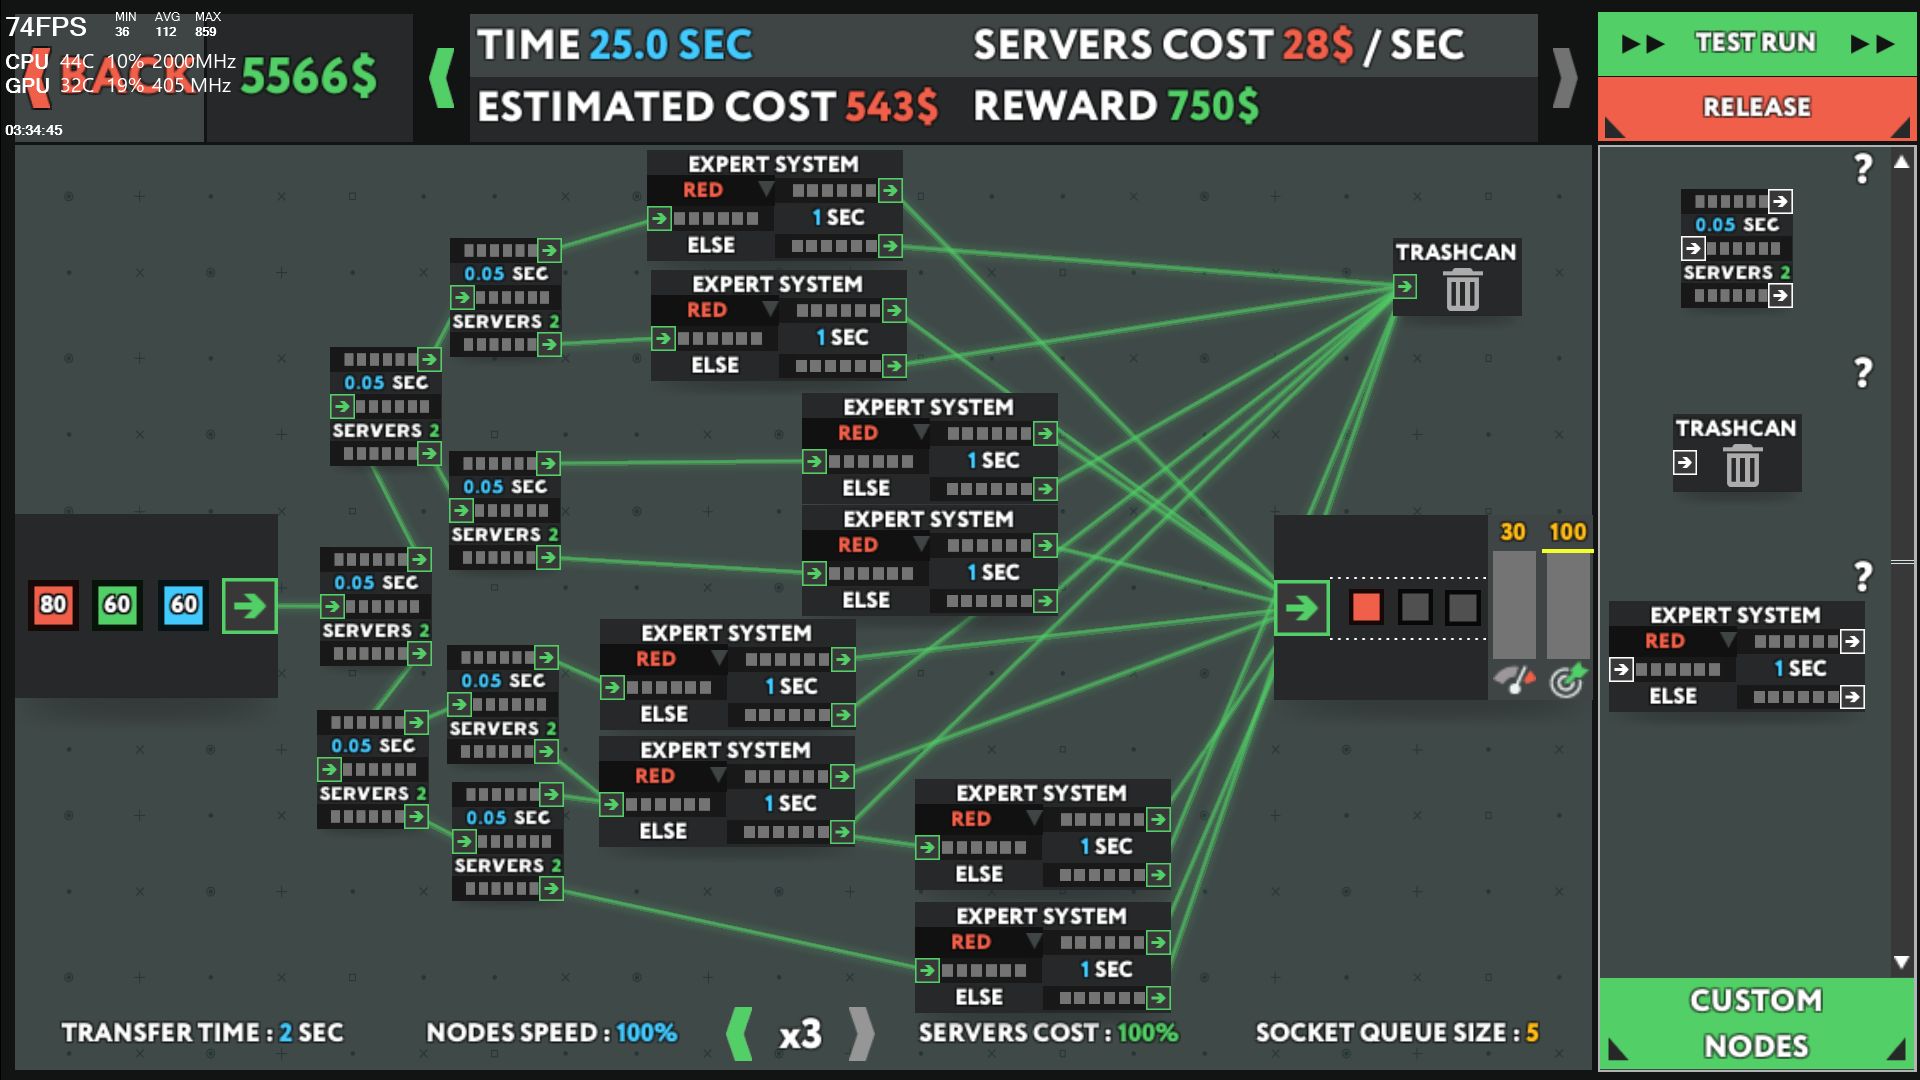 74FPS MIN AVG MAX
36 112 859
CPU 44C 10% 2000MHz
GPU 32C 19% 405 MHz
03:34:45
BACK
5566$
TIME 25.0 SEC
SERVERS COST 28$ / SEC
ESTIMATED COST 543$
REWARD 750$
TEST RUN
RELEASE
EXPERT SYSTEM
RED
1 SEC
ELSE
EXPERT SYSTEM
RED
1 SEC
ELSE
EXPERT SYSTEM
RED
1 SEC
ELSE
EXPERT SYSTEM
RED
1 SEC
ELSE
EXPERT SYSTEM
RED
1 SEC
ELSE
EXPERT SYSTEM
RED
1 SEC
ELSE
EXPERT SYSTEM
RED
1 SEC
ELSE
EXPERT SYSTEM
RED
1 SEC
ELSE
0.05 SEC
SERVERS 2
0.05 SEC
SERVERS 2
0.05 SEC
SERVERS 2
0.05 SEC
SERVERS 2
0.05 SEC
SERVERS 2
0.05 SEC
SERVERS 2
0.05 SEC
SERVERS 2
80 60 60
TRASHCAN
30 100
?
0.05 SEC
SERVERS 2
?
TRASHCAN
?
EXPERT SYSTEM
RED
1 SEC
ELSE
CUSTOM
NODES
TRANSFER TIME : 2 SEC
NODES SPEED : 100%
x3
SERVERS COST : 100%
SOCKET QUEUE SIZE : 5